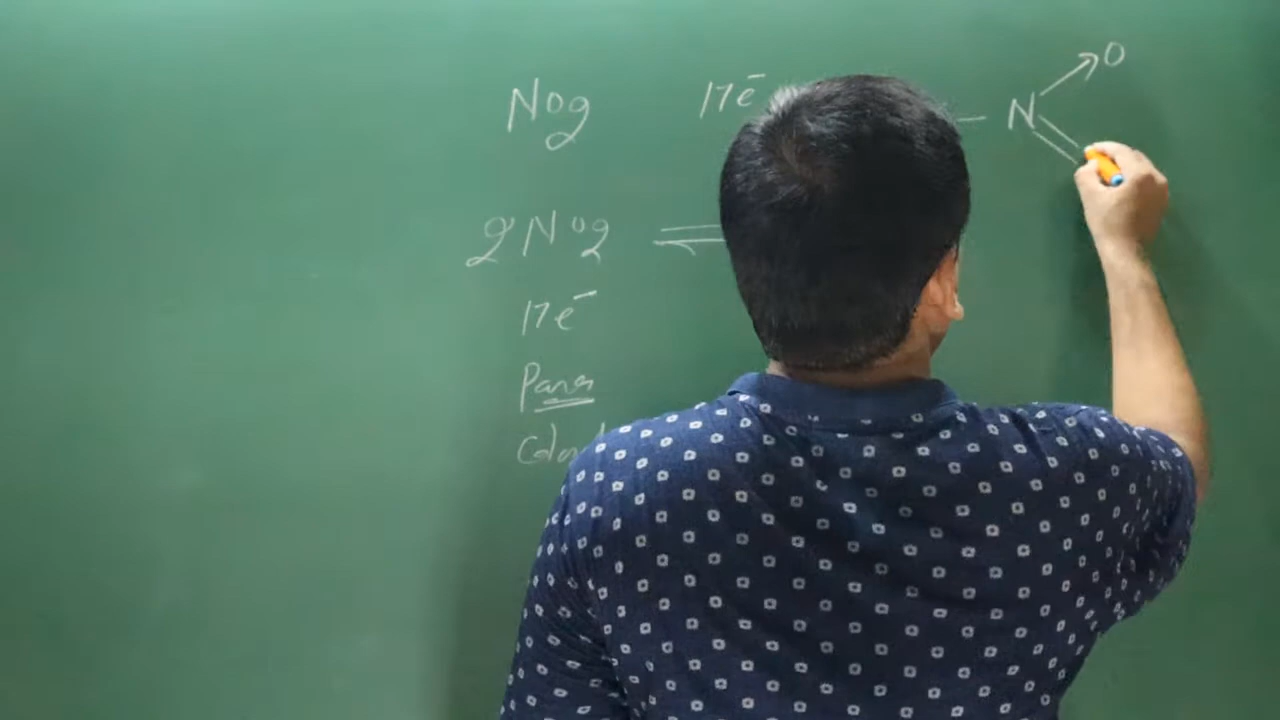 NO2 17e̅ — N → O
2NO2 ⇌
17e̅
Para